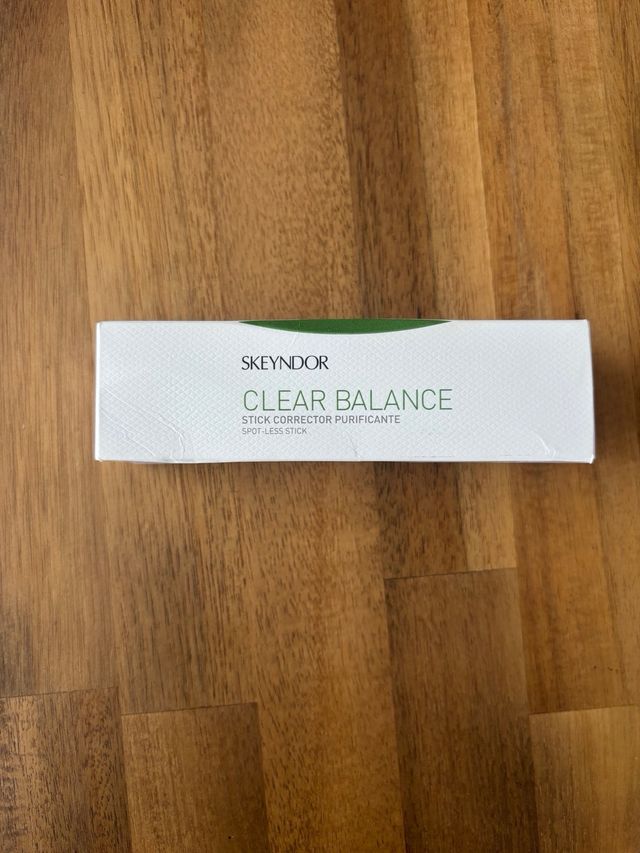 SKEYNDOR
CLEAR BALANCE
STICK CORRECTOR PURIFICANTE
SPOT-LESS STICK